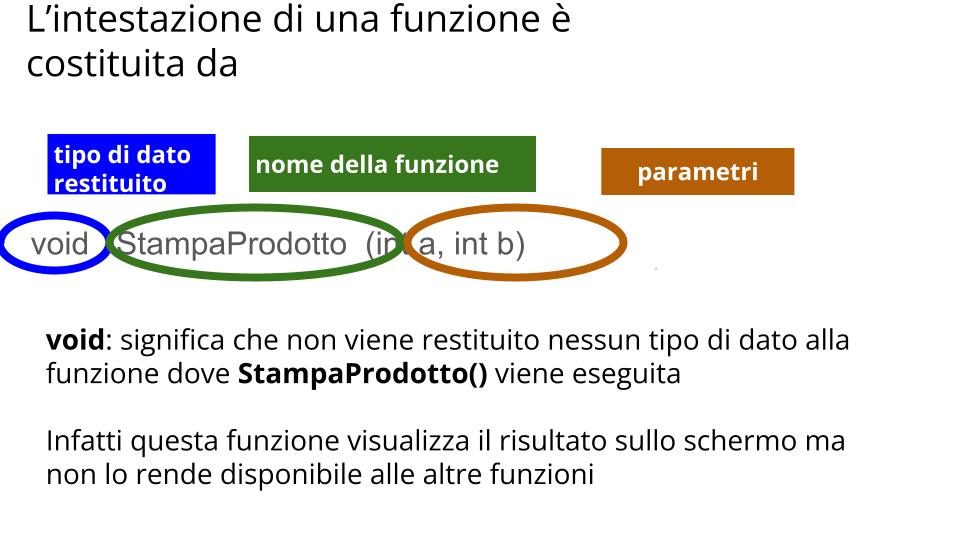 L’intestazione di una funzione è
costituita da
tipo di dato
restituito
nome della funzione
parametri
void StampaProdotto (int a, int b)
void: significa che non viene restituito nessun tipo di dato alla
funzione dove StampaProdotto() viene eseguita
Infatti questa funzione visualizza il risultato sullo schermo ma
non lo rende disponibile alle altre funzioni